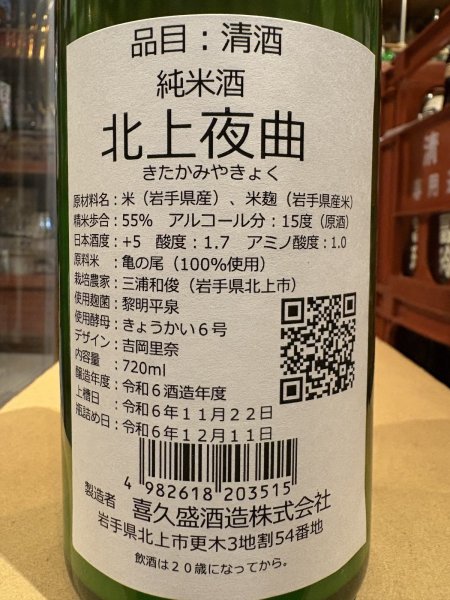 品目：清酒
純米酒
北上夜曲
きたかみやきょく
原材料名：米（岩手県産）、米麹（岩手県産米）
精米歩合：55%　アルコール分：15度（原酒）
日本酒度：+5　酸度：1.7　アミノ酸度：1.0
原料米　：亀の尾（100%使用）
栽培農家：三浦和俊（岩手県北上市）
使用麹菌：黎明平泉
使用酵母：きょうかい６号
デザイン：吉岡里奈
内容量　：720ml
醸造年度：令和６酒造年度
上槽日　：令和６年１１月２２日
瓶詰め日：令和６年１２月１１日
4 982618 203515
製造者　喜久盛酒造株式会社
岩手県北上市更木3地割54番地
飲酒は２０歳になってから。
清